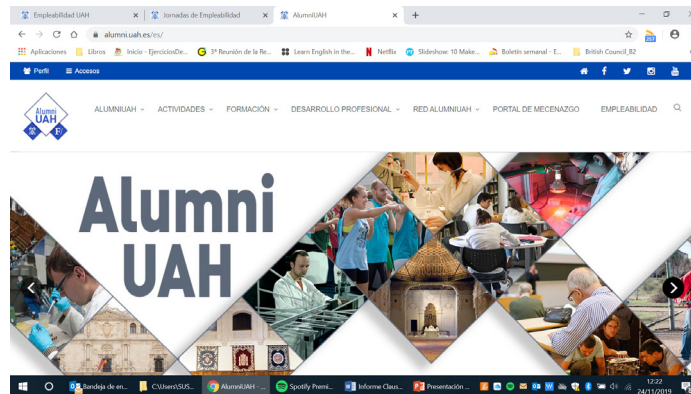 Empleabilidad UAH
Jornadas de Empleabilidad
AlumniUAH
alumni.uah.es/es/
Aplicaciones Libros Inicio - EjerciciosDe... 3ª Reunión de la Re... Learn English in the... Netflix Slideshow: 10 Make... Boletín semanal - E... British Council_B2
Perfil Accesos
Alumni
UAH
ALUMNIUAH ACTIVIDADES FORMACIÓN DESARROLLO PROFESIONAL RED ALUMNIUAH PORTAL DE MECENAZGO EMPLEABILIDAD
Alumni
UAH
Bandeja de en... C:\Users\SUS... AlumniUAH - ... Spotify Premi... Informe Claus... Presentación ...
12:22
24/11/2019